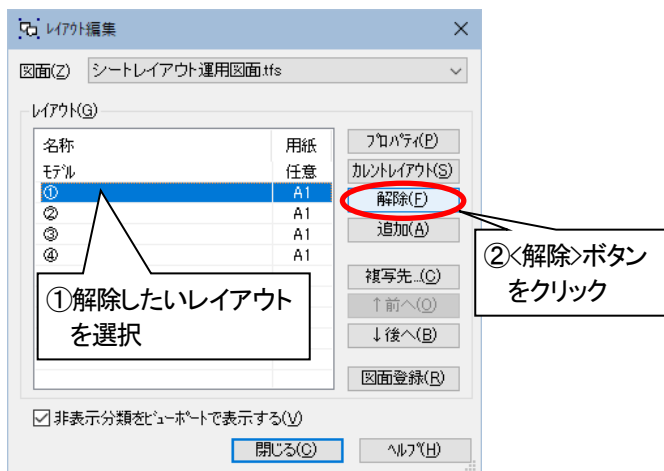 ﾚｲｱｳﾄ編集
図面(Z) シートレイアウト運用図面.tfs
ﾚｲｱｳﾄ(G)
名称 用紙
ﾓﾃﾞﾙ 任意
① A1
② A1
③ A1
④ A1
ﾌﾟﾛﾊﾟﾃｨ(P)
ｶﾚﾝﾄﾚｲｱｳﾄ(S)
解除(F)
追加(A)
複写先...(C)
↑前へ(O)
↓後へ(B)
図面登録(R)
①解除したいレイアウト
を選択
②<解除>ボタン
をクリック
非表示分類をﾋﾞｭｰﾎﾟｰﾄで表示する(V)
閉じる(C) ﾍﾙﾌﾟ(H)